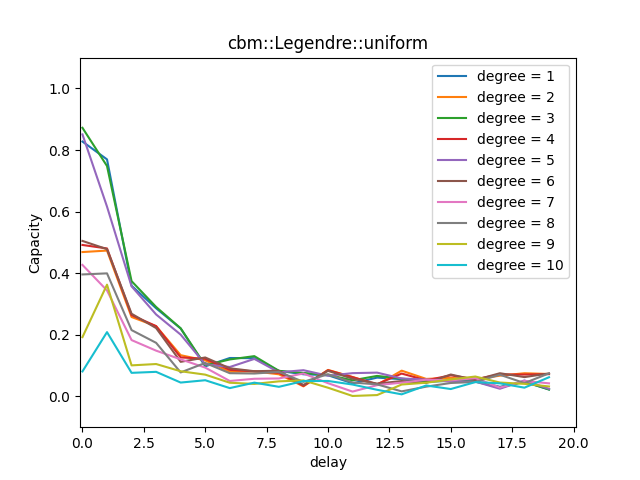 cbm::Legendre::uniform
Capacity
1.0
0.8
0.6
0.4
0.2
0.0
degree = 1
degree = 2
degree = 3
degree = 4
degree = 5
degree = 6
degree = 7
degree = 8
degree = 9
degree = 10
0.0 2.5 5.0 7.5 10.0 12.5 15.0 17.5 20.0
delay